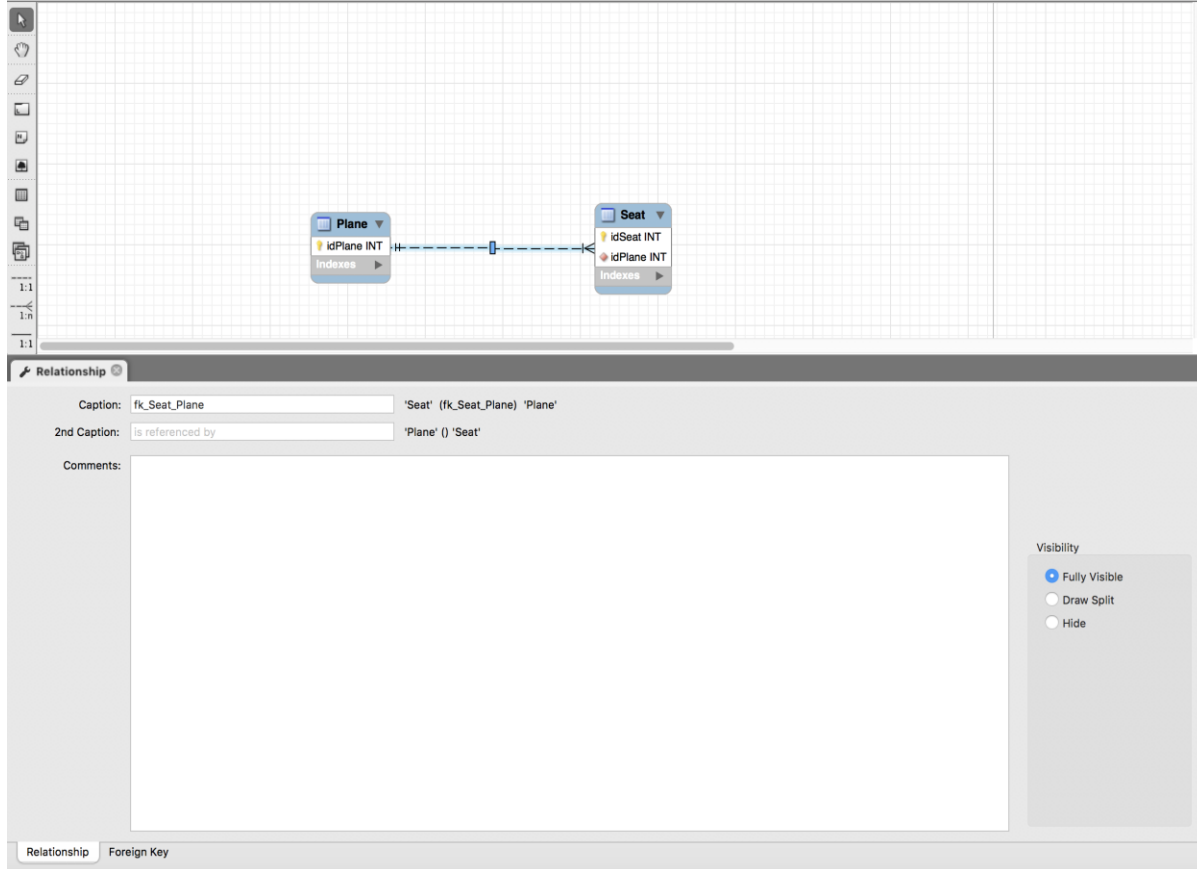 Plane
idPlane INT
Indexes
Seat
idSeat INT
idPlane INT
Indexes
1:1
1:n
1:1
Relationship
Caption: fk_Seat_Plane 'Seat' (fk_Seat_Plane) 'Plane'
2nd Caption: is referenced by 'Plane' () 'Seat'
Comments:
Visibility
Fully Visible
Draw Split
Hide
Relationship Foreign Key